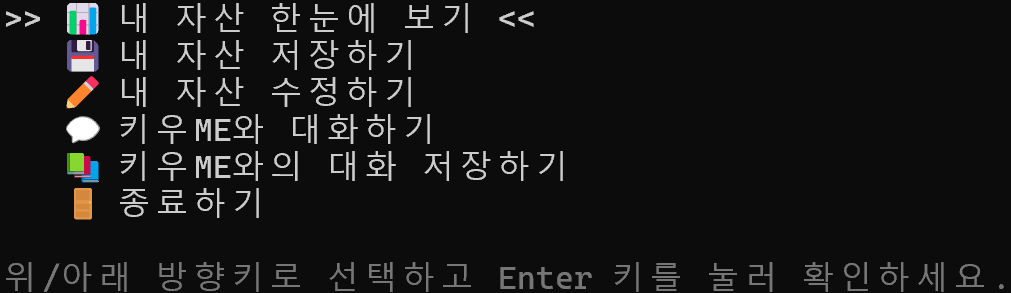 >> 📊 내 자산 한눈에 보기 <<
💾 내 자산 저장하기
✏️ 내 자산 수정하기
💬 키우ME와 대화하기
📚 키우ME와의 대화 저장하기
🚪 종료하기
위/아래 방향키로 선택하고 Enter 키를 눌러 확인하세요.